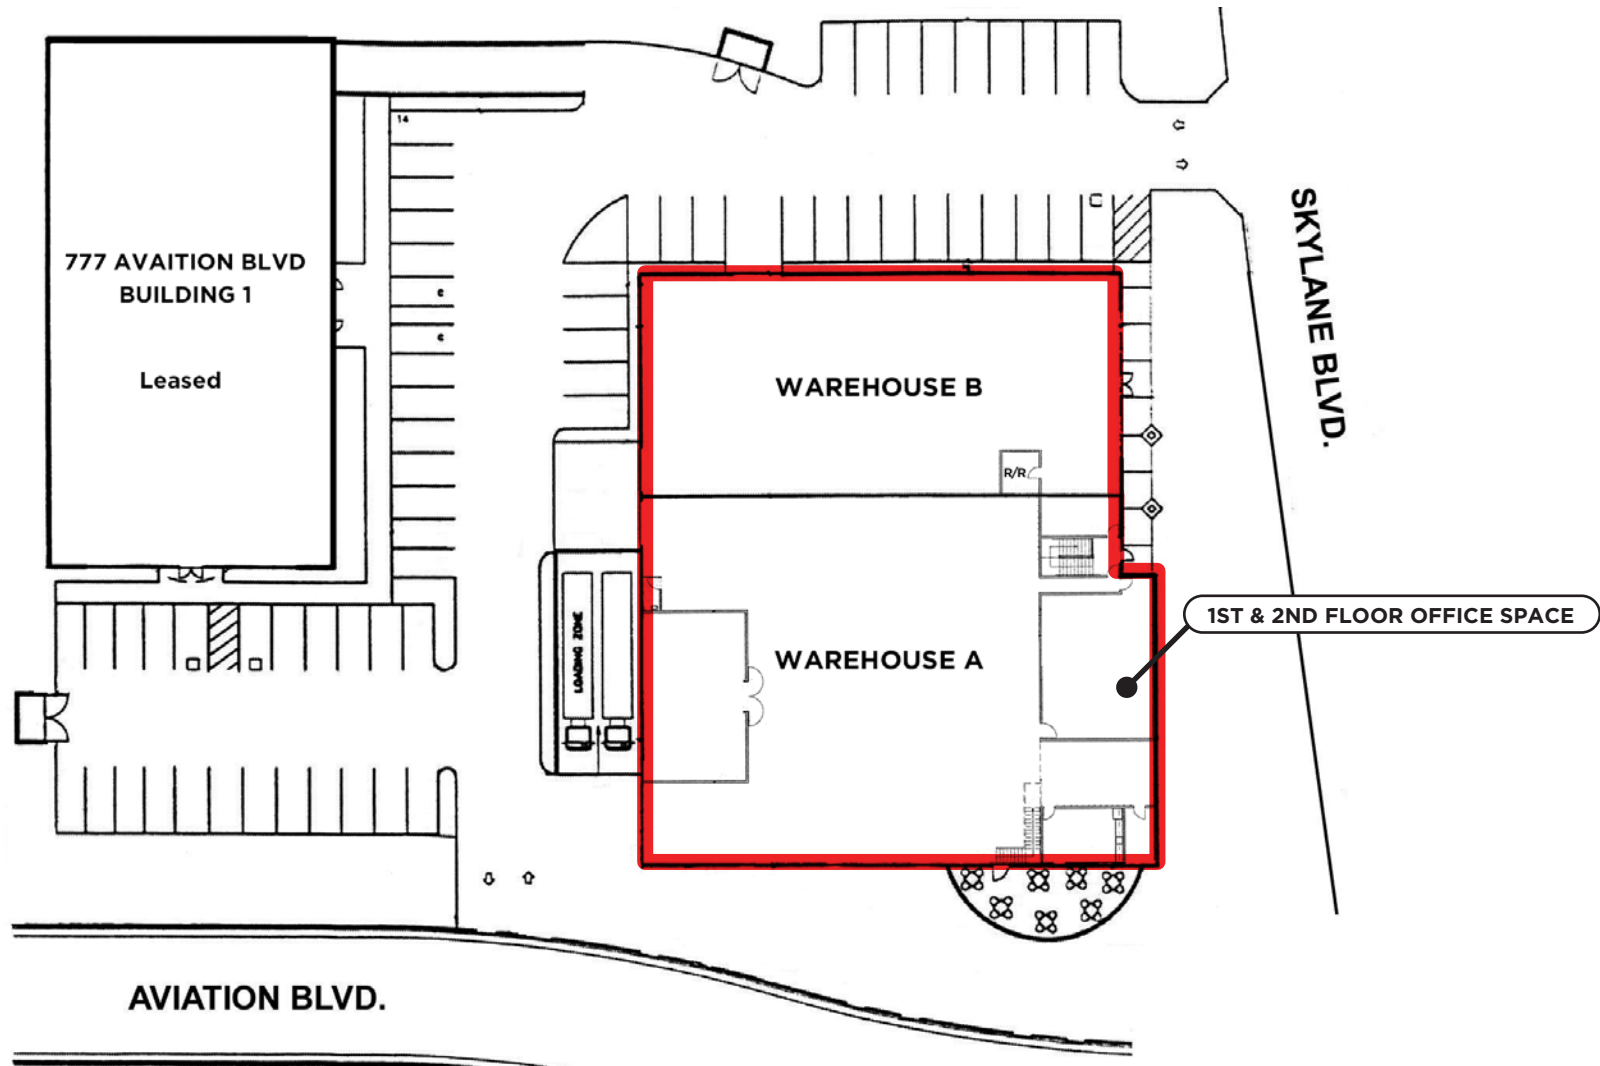 14
777 AVAITION BLVD
BUILDING 1
Leased
SKYLANE BLVD.
WAREHOUSE B
R/R
LOADING ZONE
WAREHOUSE A
1ST & 2ND FLOOR OFFICE SPACE
AVIATION BLVD.